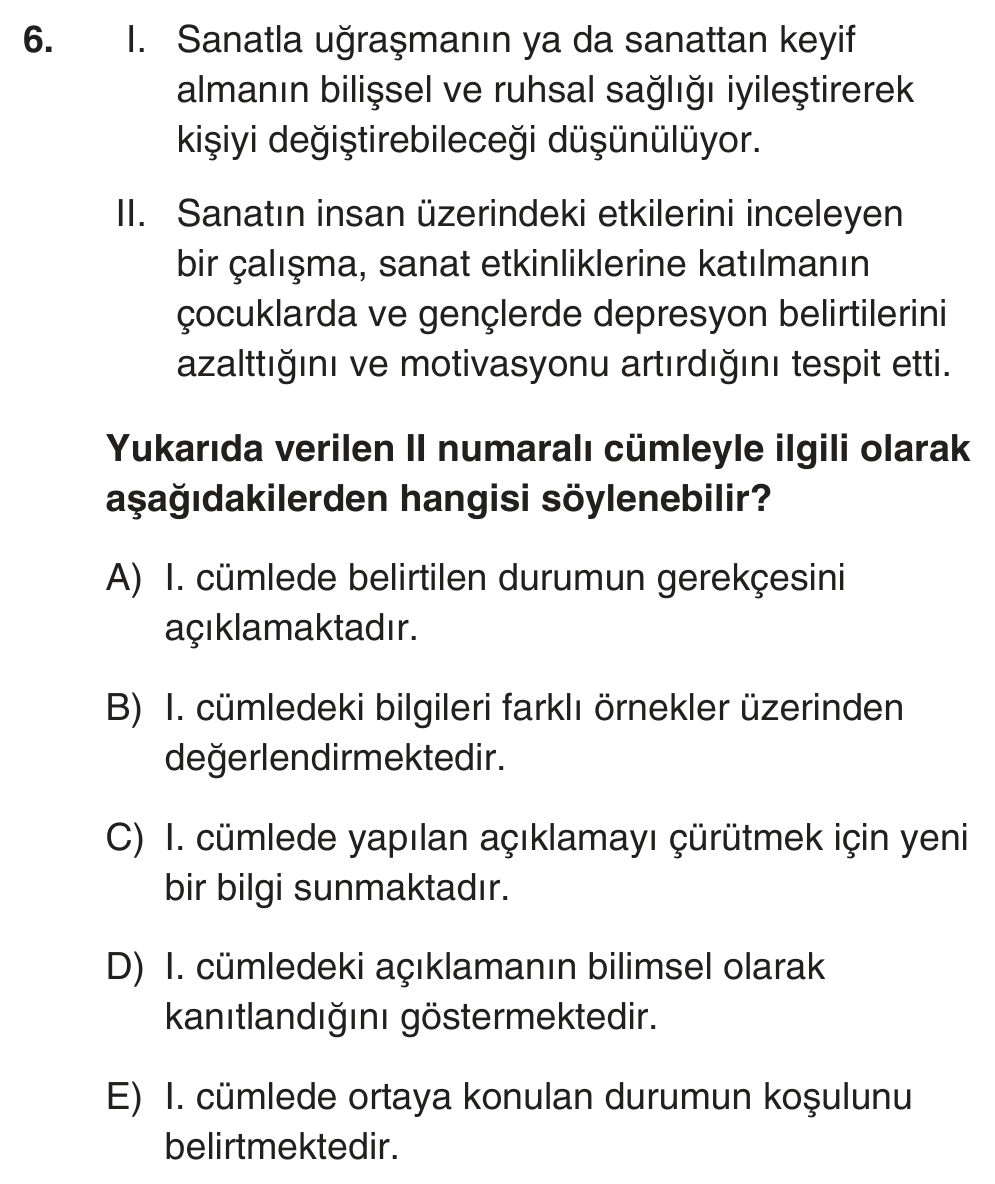 6. I. Sanatla uğraşmanın ya da sanattan keyif
almanın bilişsel ve ruhsal sağlığı iyileştirerek
kişiyi değiştirebileceği düşünülüyor.
II. Sanatın insan üzerindeki etkilerini inceleyen
bir çalışma, sanat etkinliklerine katılmanın
çocuklarda ve gençlerde depresyon belirtilerini
azalttığını ve motivasyonu artırdığını tespit etti.
Yukarıda verilen II numaralı cümleyle ilgili olarak
aşağıdakilerden hangisi söylenebilir?
A) I. cümlede belirtilen durumun gerekçesini
açıklamaktadır.
B) I. cümledeki bilgileri farklı örnekler üzerinden
değerlendirmektedir.
C) I. cümlede yapılan açıklamayı çürütmek için yeni
bir bilgi sunmaktadır.
D) I. cümledeki açıklamanın bilimsel olarak
kanıtlandığını göstermektedir.
E) I. cümlede ortaya konulan durumun koşulunu
belirtmektedir.